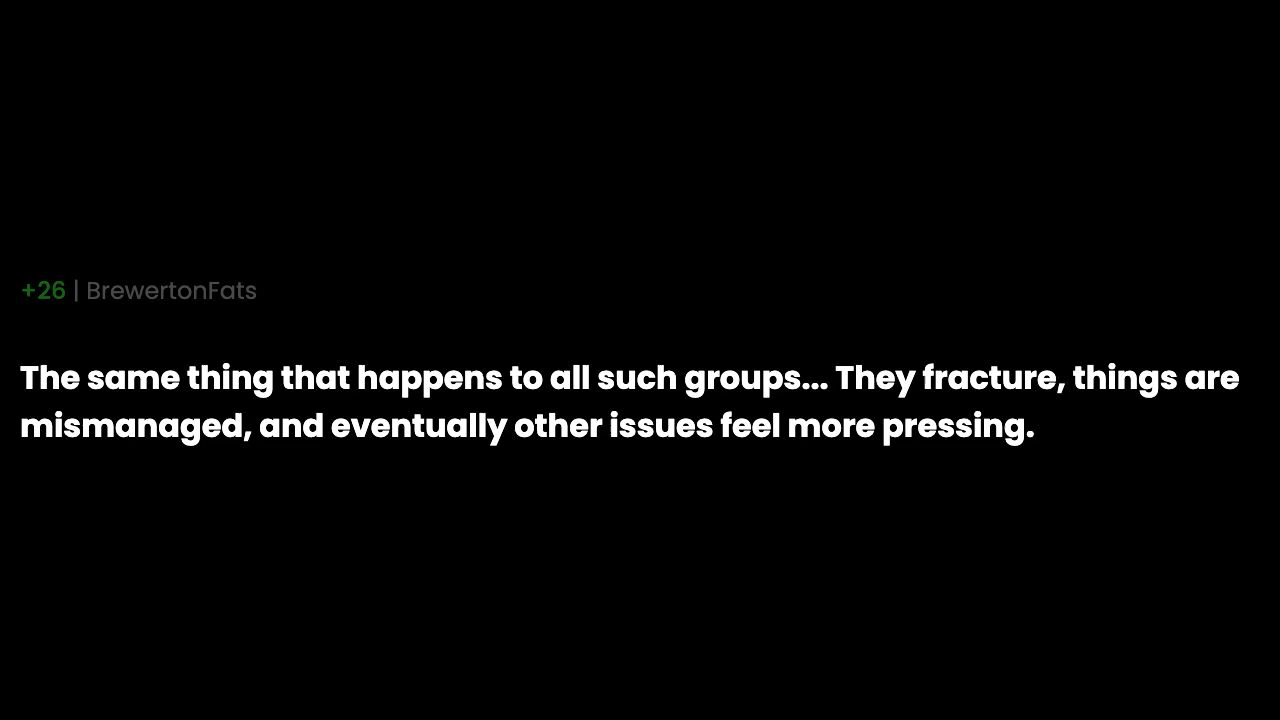 +26 | BrewertonFats
The same thing that happens to all such groups... They fracture, things are
mismanaged, and eventually other issues feel more pressing.